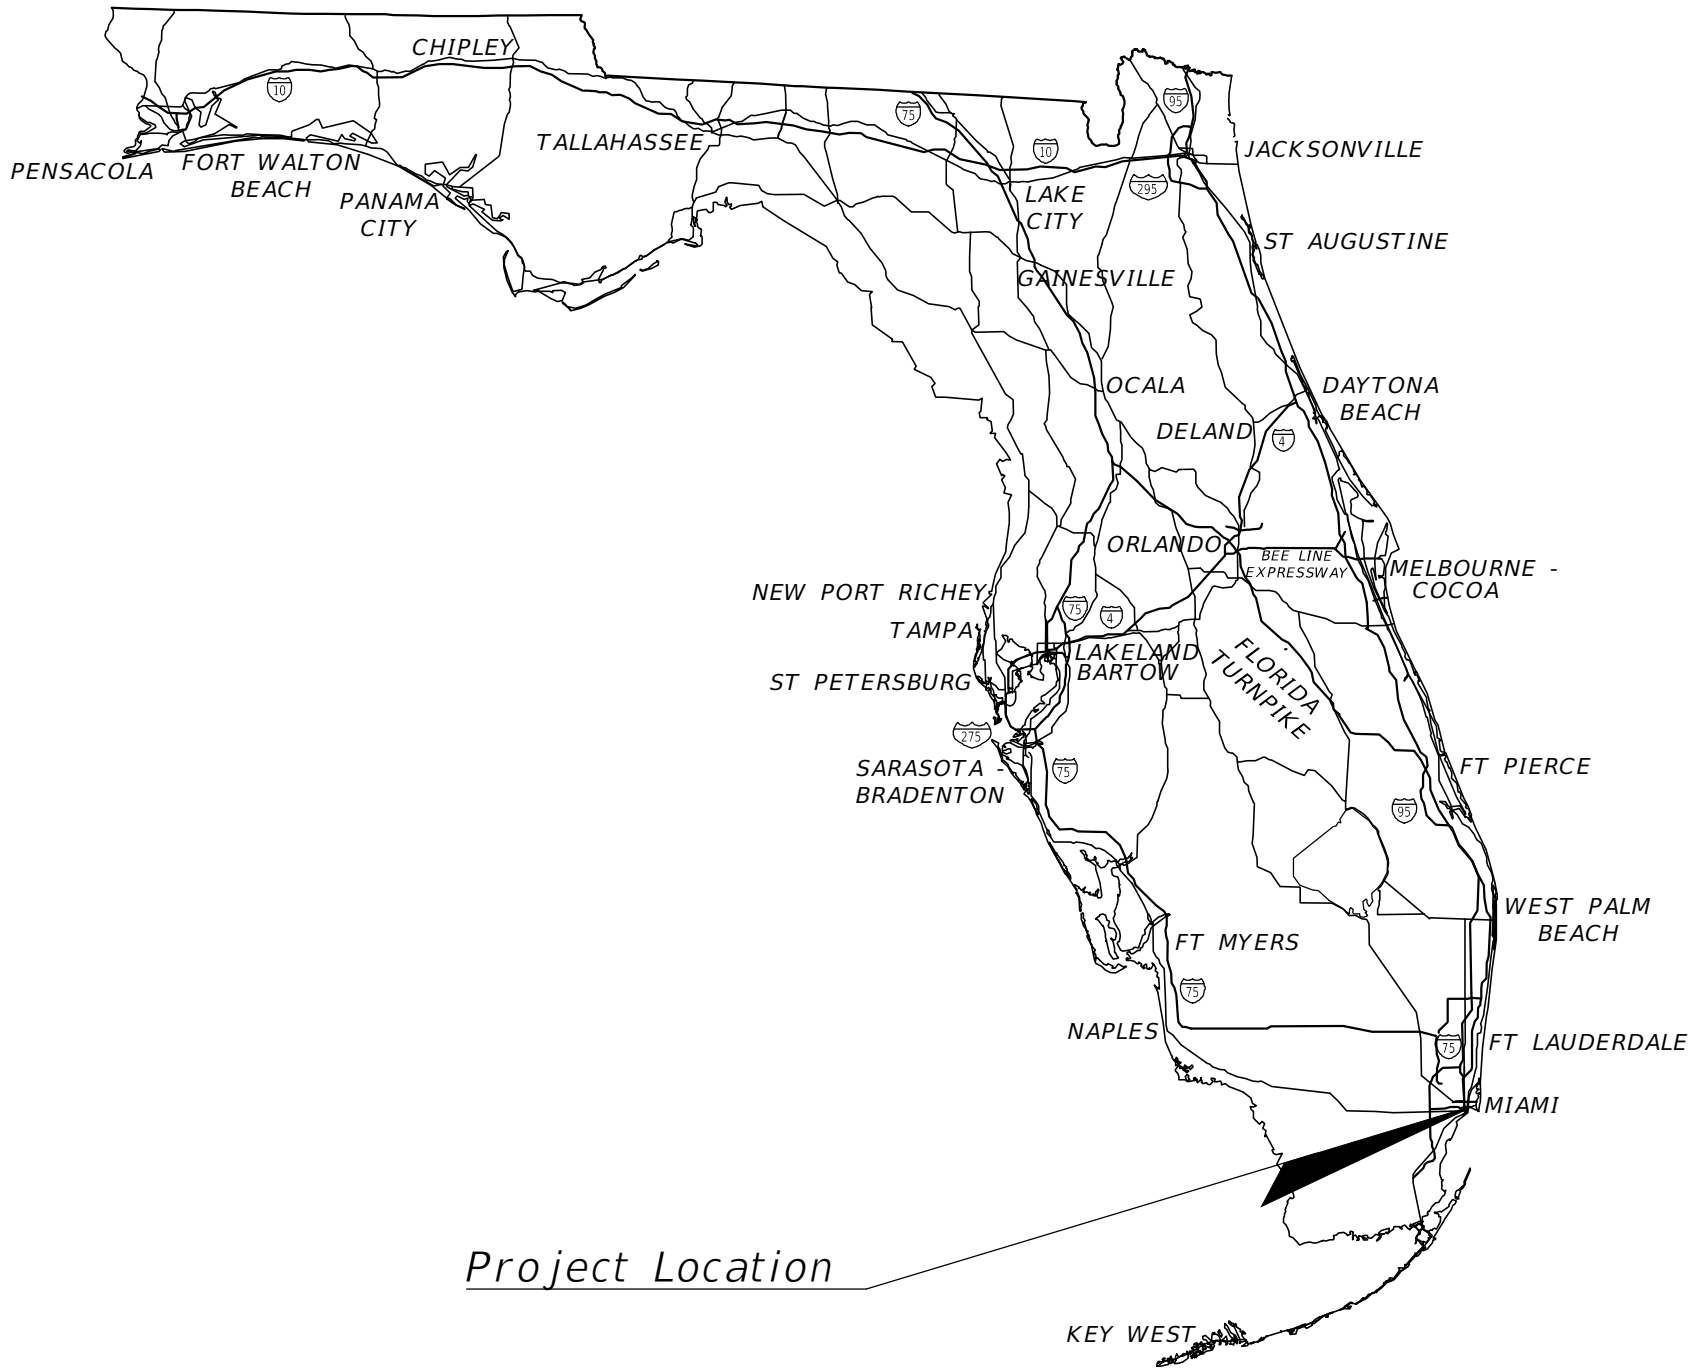 CHIPLEY
10
75
95
TALLAHASSEE
10
JACKSONVILLE
PENSACOLA
FORT WALTON
BEACH
PANAMA
CITY
295
LAKE
CITY
ST AUGUSTINE
GAINESVILLE
OCALA
DAYTONA
BEACH
DELAND
4
ORLANDO
BEE LINE
EXPRESSWAY
MELBOURNE -
COCOA
NEW PORT RICHEY
75
4
TAMPA
LAKELAND
BARTOW
FLORIDA
TURNPIKE
ST PETERSBURG
275
SARASOTA -
BRADENTON
75
FT PIERCE
95
WEST PALM
BEACH
FT MYERS
75
NAPLES
75
FT LAUDERDALE
MIAMI
Project Location
KEY WEST